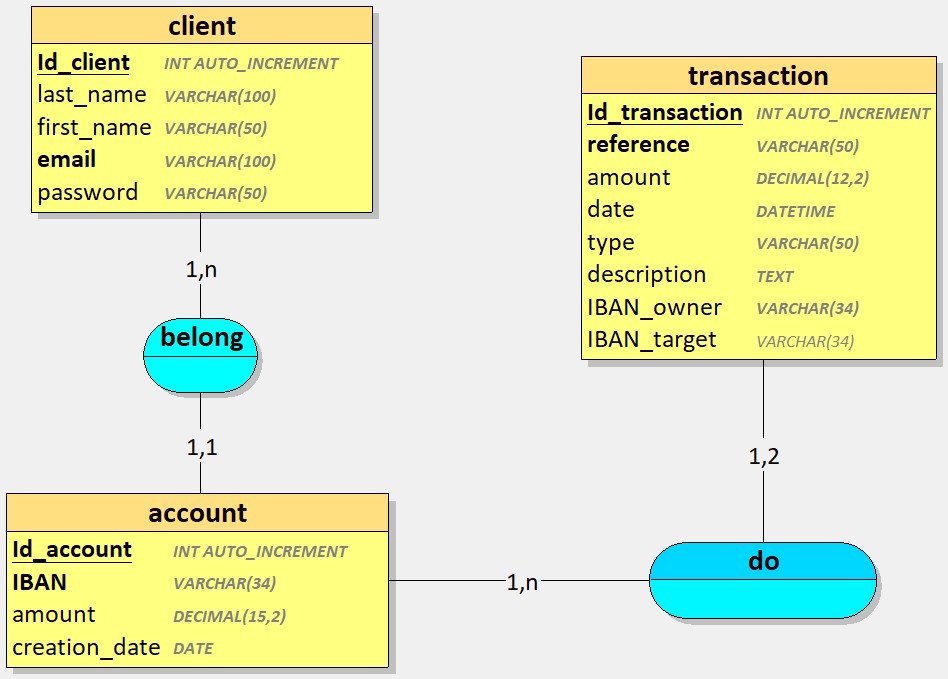 client
Id_client INT AUTO_INCREMENT
last_name VARCHAR(100)
first_name VARCHAR(50)
email VARCHAR(100)
password VARCHAR(50)
1,n
belong
1,1
account
Id_account INT AUTO_INCREMENT
IBAN VARCHAR(34)
amount DECIMAL(15,2)
creation_date DATE
1,n
transaction
Id_transaction INT AUTO_INCREMENT
reference VARCHAR(50)
amount DECIMAL(12,2)
date DATETIME
type VARCHAR(50)
description TEXT
IBAN_owner VARCHAR(34)
IBAN_target VARCHAR(34)
1,2
do